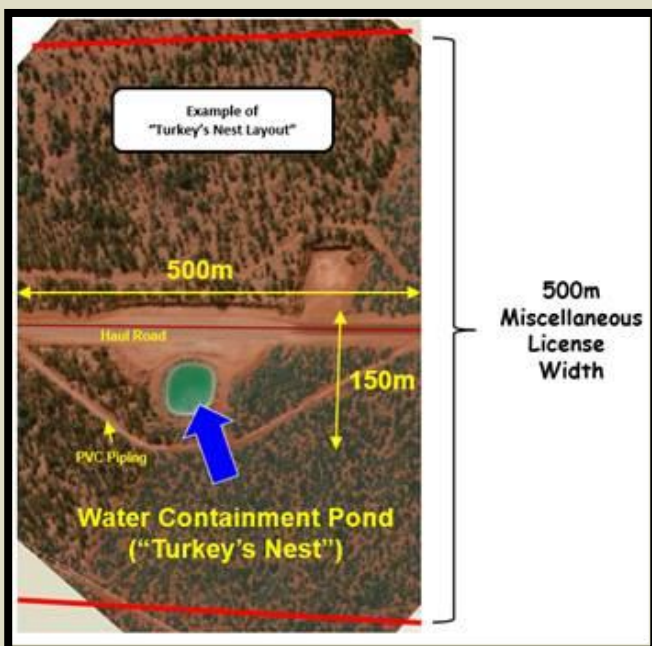 Example of
"Turkey's Nest Layout"
500m
Haul Road
150m
PVC Piping
Water Containment Pond
("Turkey's Nest")
500m
Miscellaneous
License
Width